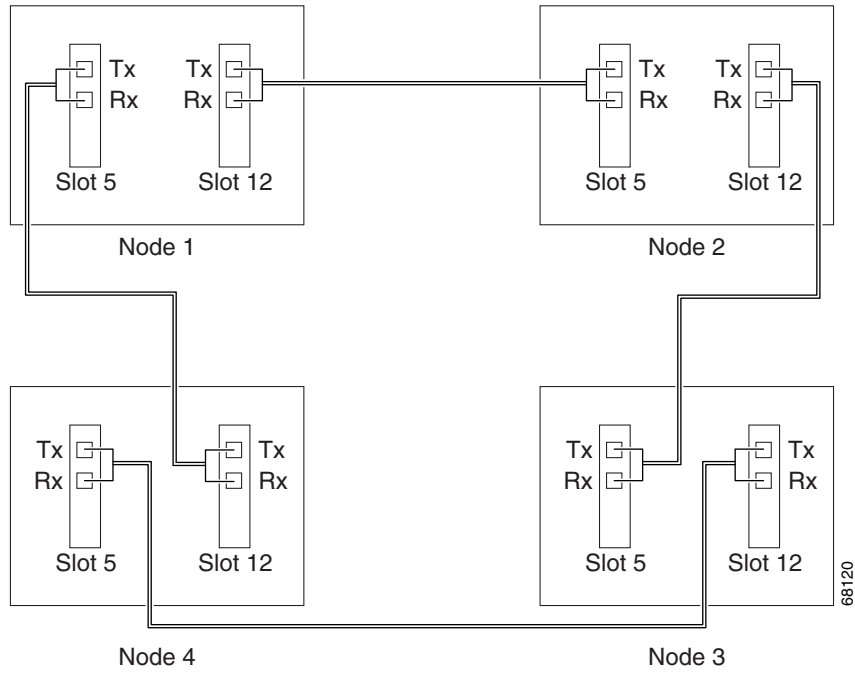 Tx Tx Tx Tx
Rx Rx Rx Rx
Slot 5 Slot 12 Slot 5 Slot 12
Node 1 Node 2
Tx Tx Tx Tx
Rx Rx Rx Rx
Slot 5 Slot 12 Slot 5 Slot 12
68120
Node 4 Node 3